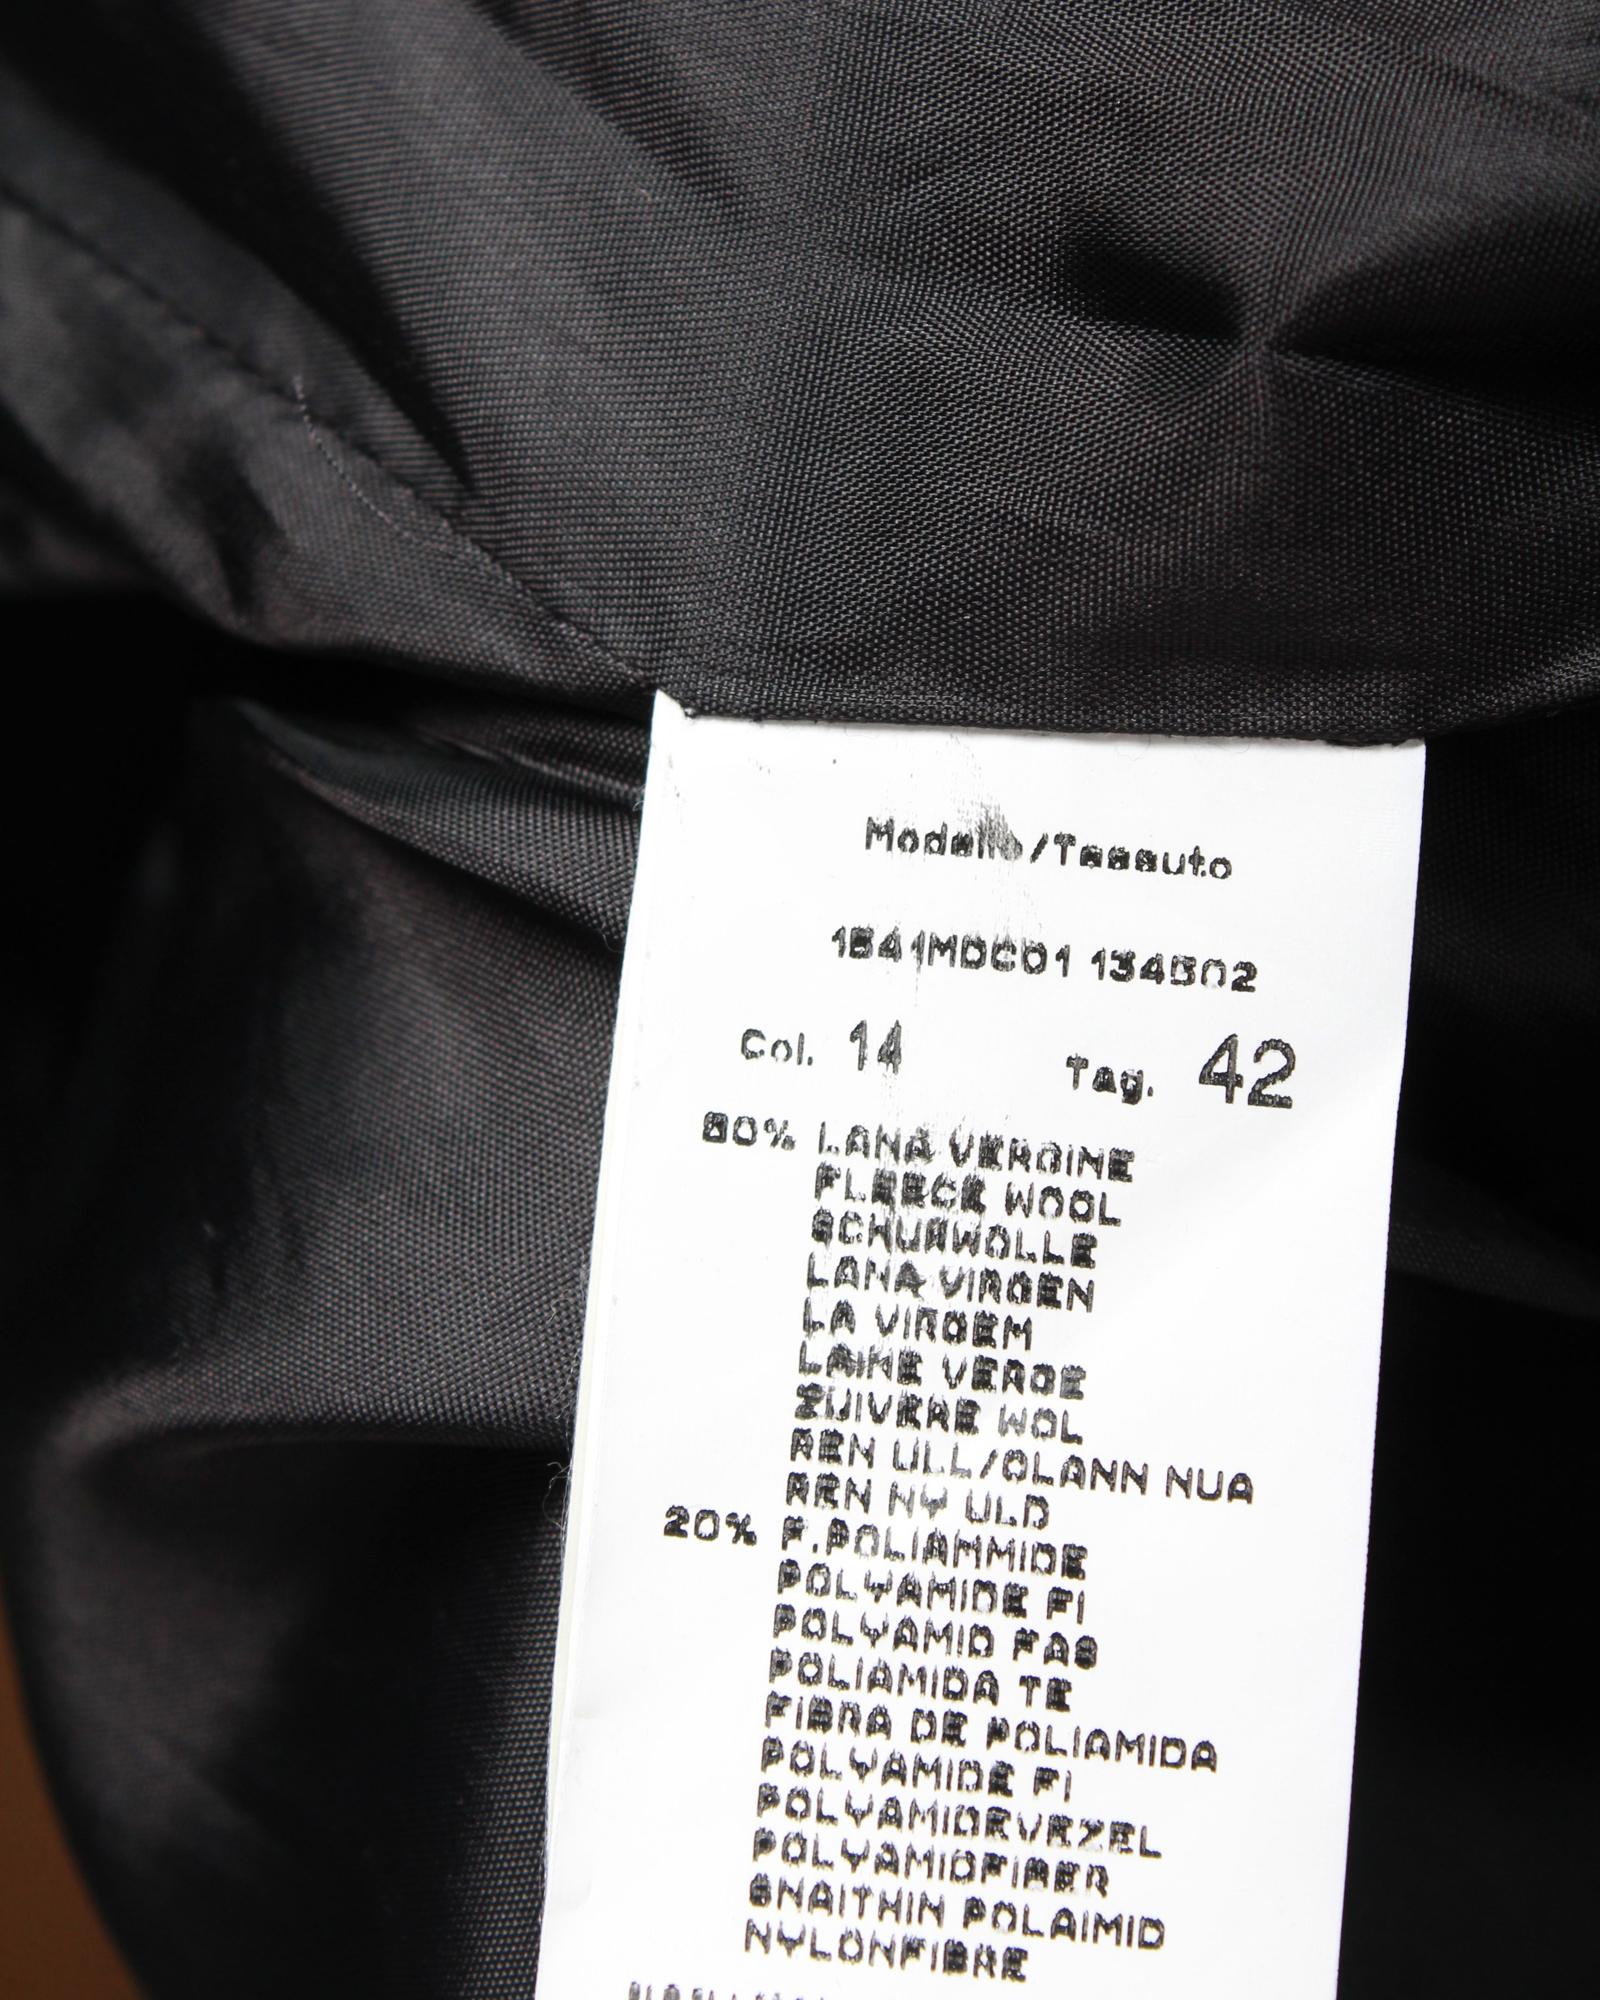 Modello/Tessuto
1541MDC01 134502
Col. 14 Tag. 42
80% LANA VERGINE
FLEECE WOOL
SCHURWOLLE
LANA VIRGEN
LA VIRGEM
LAINE VERGE
ZUIVERE WOL
REN ULL/OLANN NUA
REN NY ULD
20% F.POLIAMMIDE
POLYAMIDE FI
POLYAMID FAS
POLIAMIDA TE
FIBRA DE POLIAMIDA
POLYAMIDE FI
POLYAMIDEVEZEL
POLYAMIDFIBER
SNAITHIN POLAIMID
NYLONFIBRE